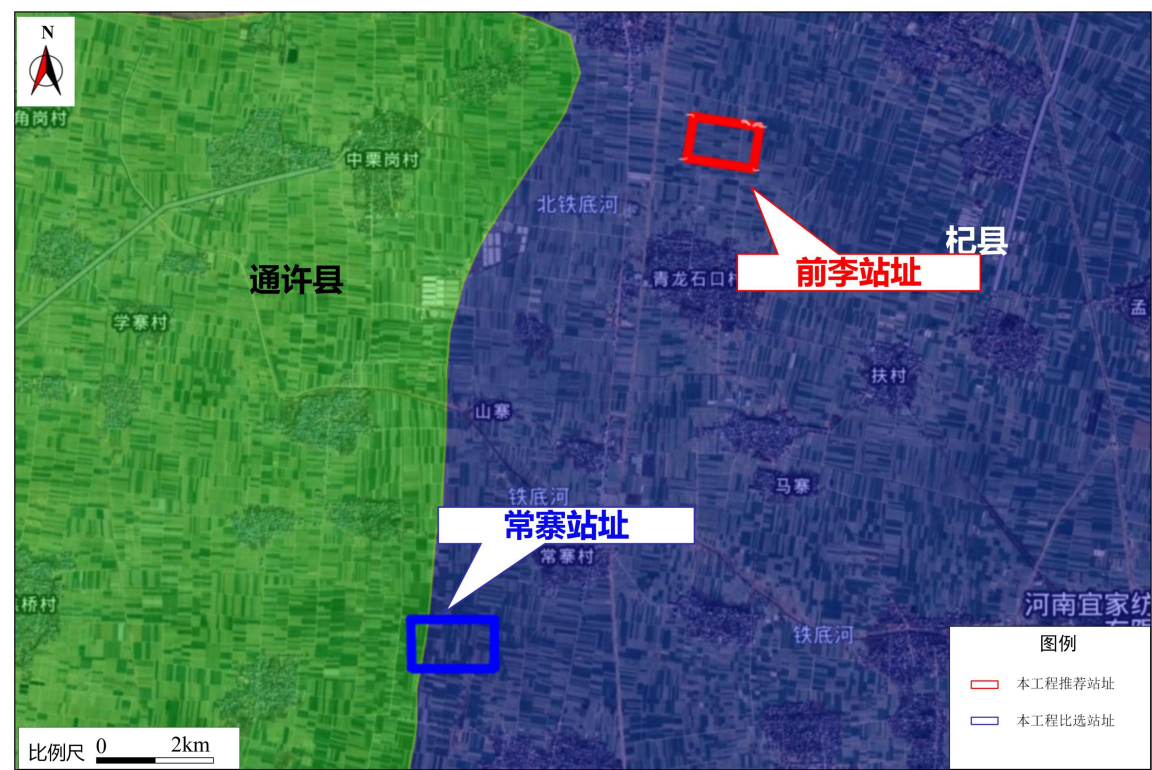 N
角岗村
中栗岗村
北铁底河
杞县
青龙石口村
前李站址
通许县
孟
学寨村
扶村
山寨
马寨
铁底河
常寨站址
常寨村
桥村
河南宜家纺
铁底河
图例
本工程推荐站址
本工程比选站址
比例尺 0 2km